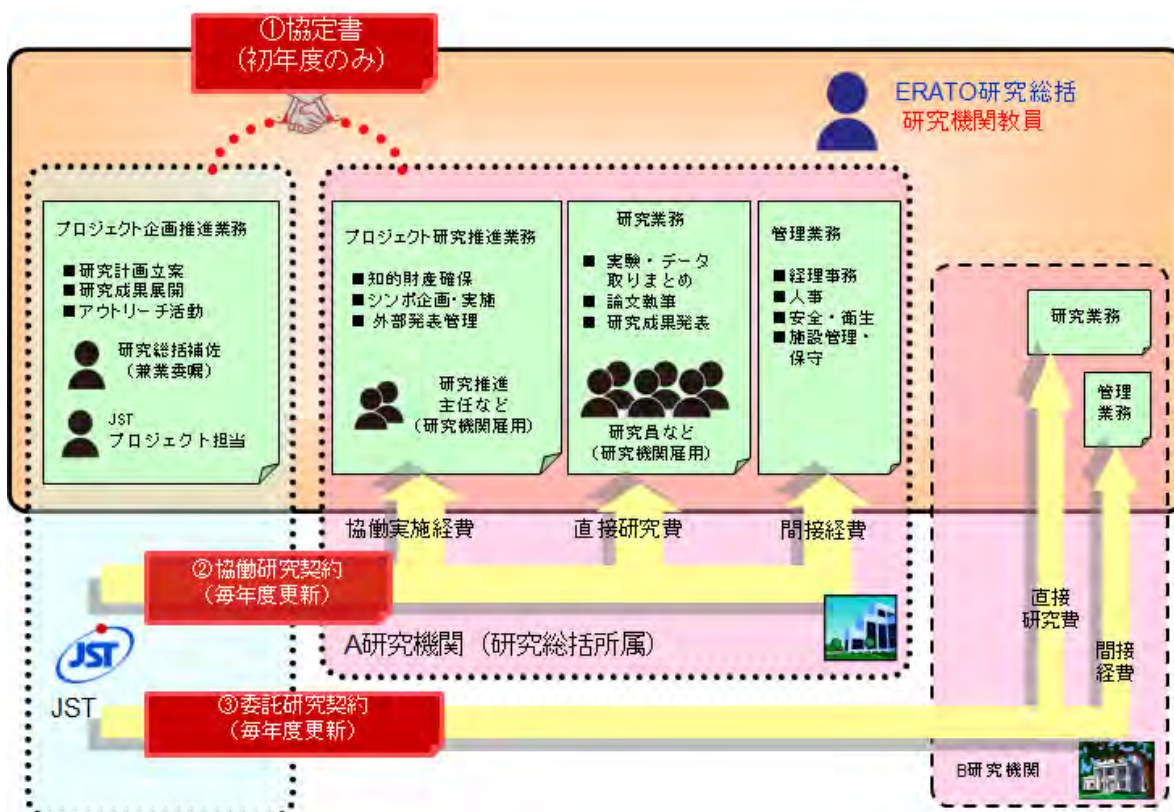 ①協定書
(初年度のみ)
ERATO研究総括
研究機関教員
プロジェクト企画推進業務
■研究計画立案
■研究成果展開
■アウトリーチ活動
研究総括補佐
(兼業委嘱)
JST
プロジェクト担当
プロジェクト研究推進業務
■知的財産確保
■シンポ企画・実施
■外部発表管理
研究推進
主任など
(研究機関雇用)
研究業務
■実験・データ
取りまとめ
■論文執筆
■研究成果発表
研究員など
(研究機関雇用)
管理業務
■経理事務
■人事
■安全・衛生
■施設管理・
保守
研究業務
管理
業務
協働実施経費
直接研究費
間接経費
②協働研究契約
(毎年度更新)
A研究機関(研究総括所属)
直接
研究費
間接
経費
JST
JST
③委託研究契約
(毎年度更新)
B研究機関